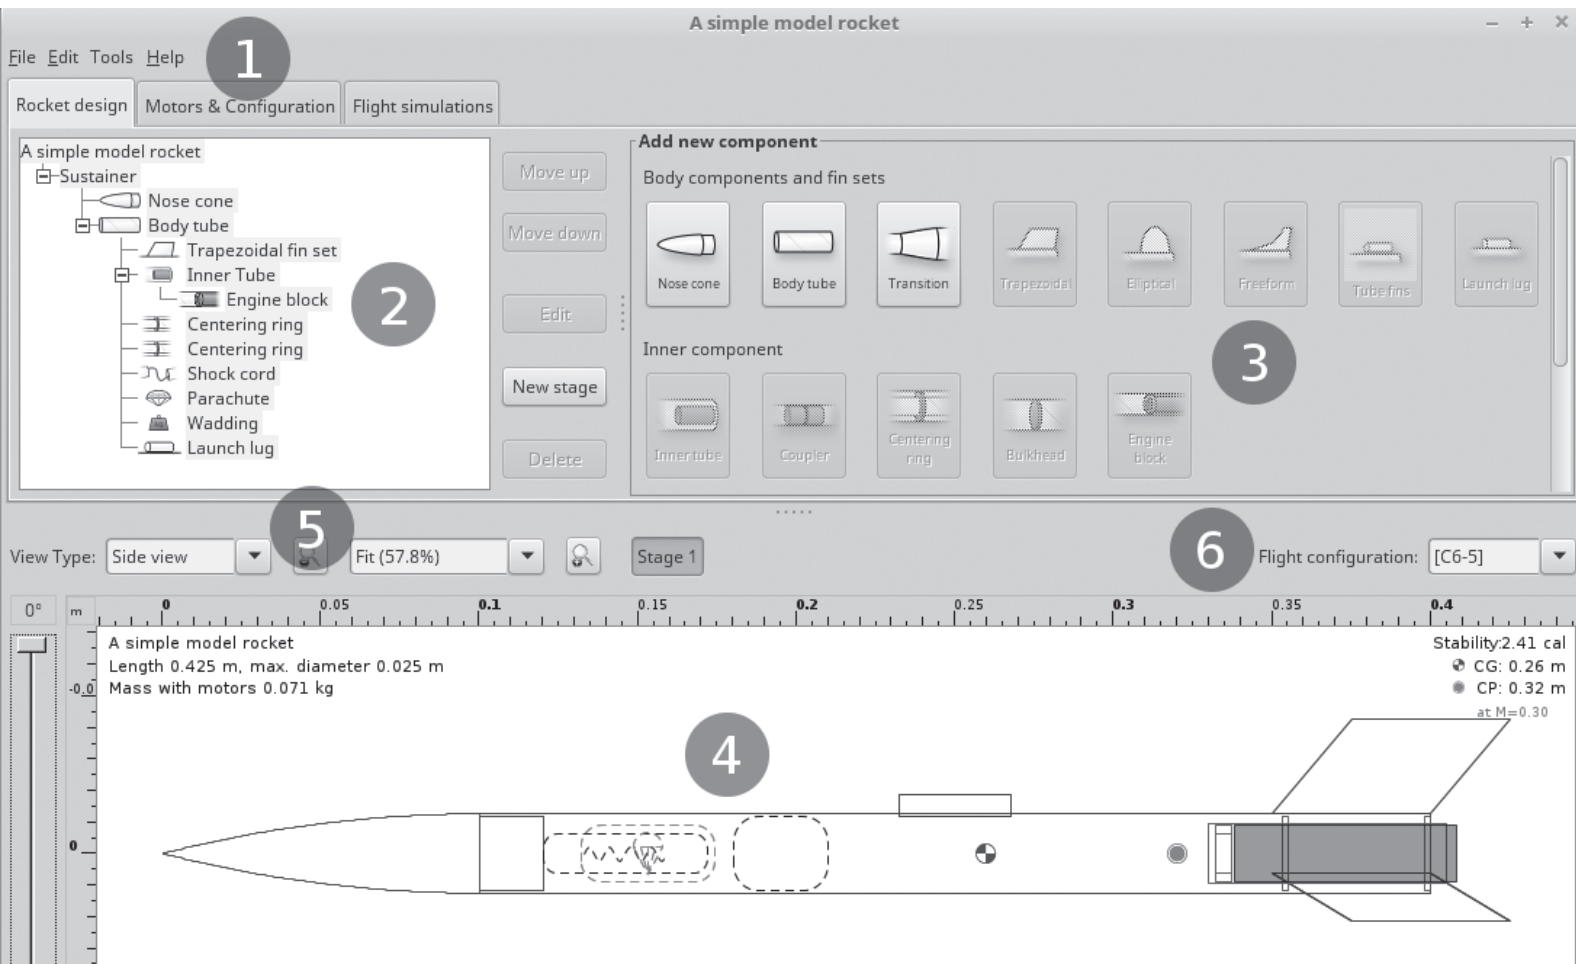 A simple model rocket
File Edit Tools Help
1
Rocket design Motors & Configuration Flight simulations
A simple model rocket
Sustainer
Nose cone
Body tube
Trapezoidal fin set
Inner Tube
Engine block
Centering ring
Centering ring
Shock cord
Parachute
Wadding
Launch lug
2
Move up
Move down
Edit
New stage
Delete
Add new component
Body components and fin sets
Nose cone Body tube Transition Trapezoidal Elliptical Freeform Tube fins Launch lug
Inner component
3
Inner tube Coupler Centering ring Bulkhead Engine block
5
6
View Type: Side view Fit (57.8%) Stage 1 Flight configuration: [C6-5]
0°
m 0 0.05 0.1 0.15 0.2 0.25 0.3 0.35 0.4
-0.0
0
A simple model rocket
Length 0.425 m, max. diameter 0.025 m
Mass with motors 0.071 kg
Stability:2.41 cal
CG: 0.26 m
CP: 0.32 m
at M=0.30
4